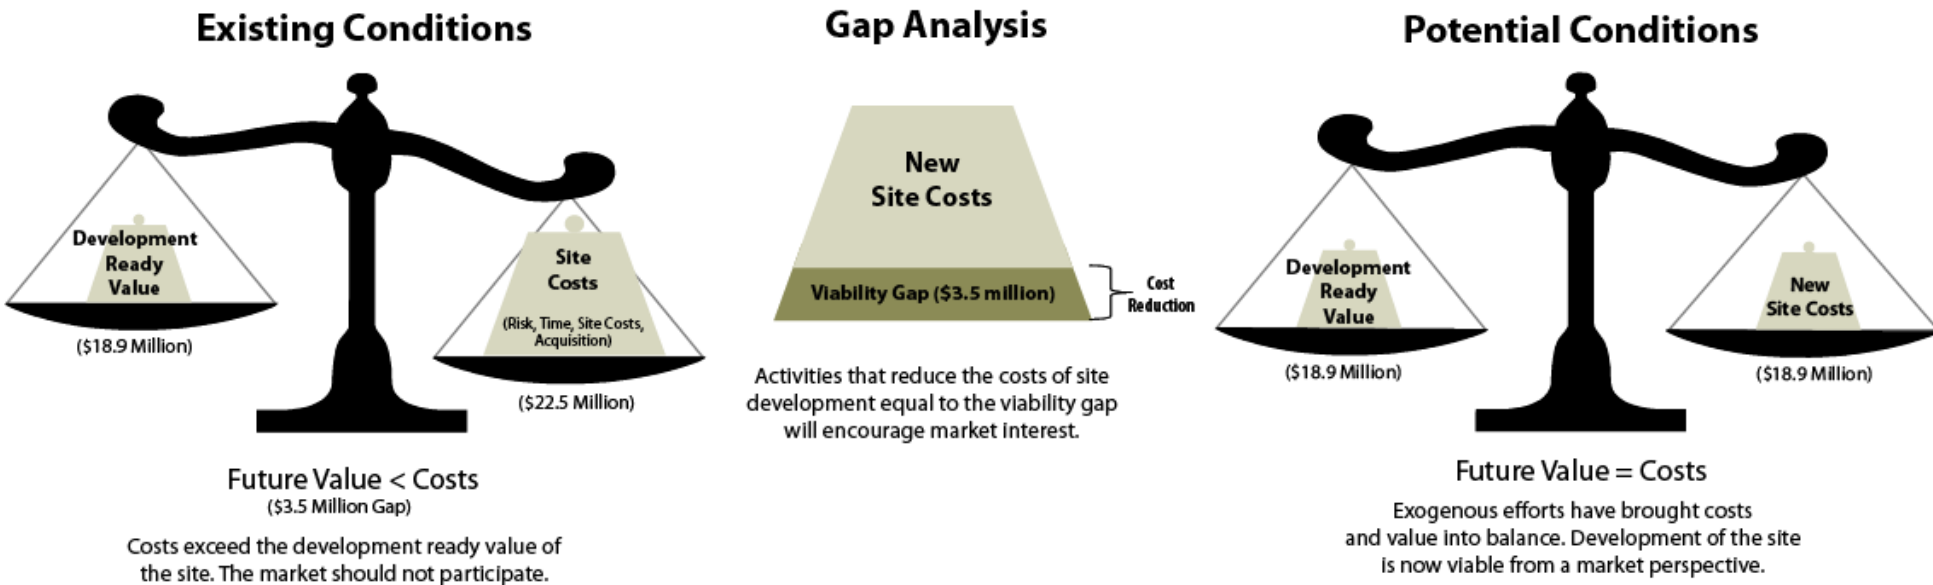 Existing Conditions
Development
Ready
Value
($18.9 Million)
Site
Costs
(Risk, Time, Site Costs,
Acquisition)
($22.5 Million)
Future Value < Costs
($3.5 Million Gap)
Costs exceed the development ready value of
the site. The market should not participate.
Gap Analysis
New
Site Costs
Viability Gap ($3.5 million)
Cost
Reduction
Activities that reduce the costs of site
development equal to the viability gap
will encourage market interest.
Potential Conditions
Development
Ready
Value
($18.9 Million)
New
Site Costs
($18.9 Million)
Future Value = Costs
Exogenous efforts have brought costs
and value into balance. Development of the site
is now viable from a market perspective.